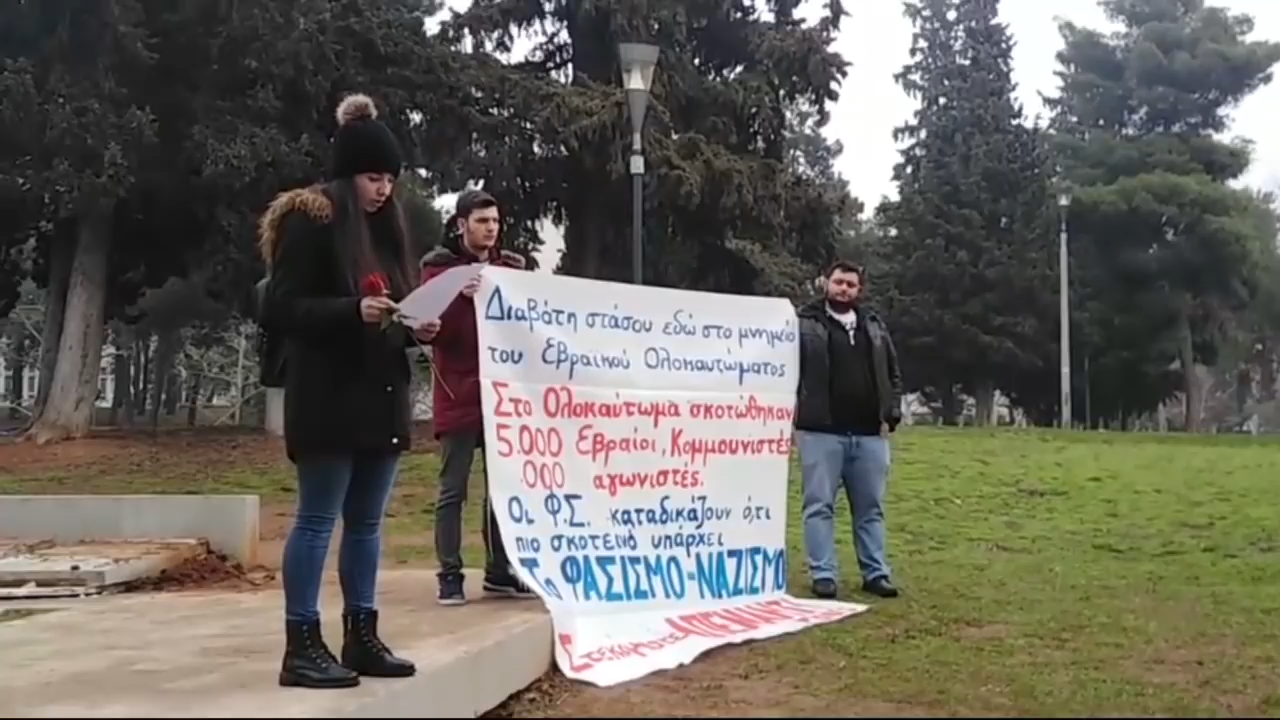 Διαβάτη στάσου εδώ στο μνημείο
του Εβραϊκού Ολοκαυτώματος
Στο Ολοκαύτωμα σκοτώθηκαν
5.000 Εβραίοι, Κομμουνιστές
.000 αγωνιστές.
Οι Φ.Σ. καταδικάζουν ό,τι
πιο σκοτεινό υπάρχει
Το ΦΑΣΙΣΜΟ-ΝΑΖΙΣΜΟ